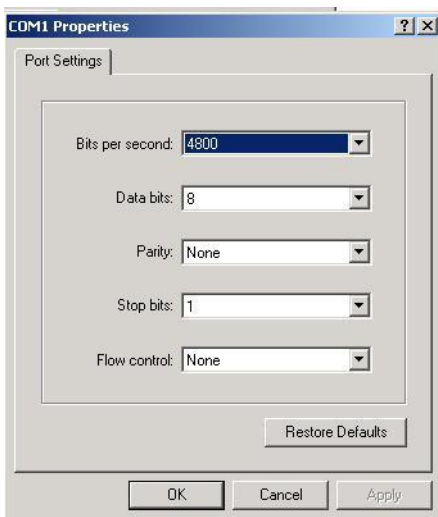 COM1 Properties
Port Settings
Bits per second: 4800
Data bits: 8
Parity: None
Stop bits: 1
Flow control: None
Restore Defaults
OK Cancel Apply